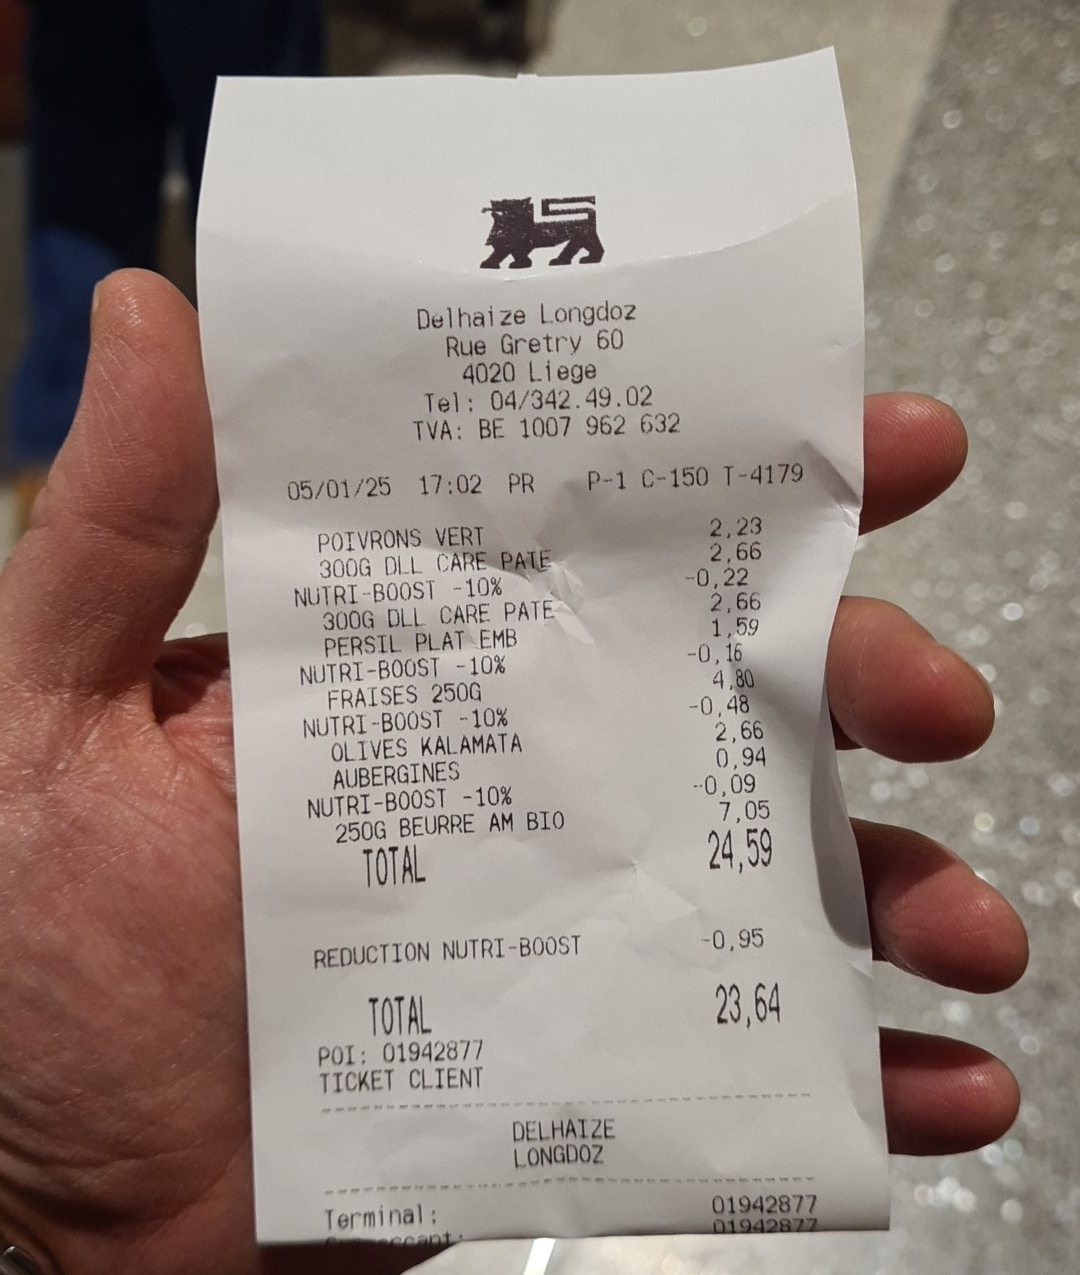 Delhaize Longdoz
Rue Gretry 60
4020 Liege
Tel: 04/342.49.02
TVA: BE 1007 962 632
05/01/25 17:02 PR P-1 C-150 T-4179
POIVRONS VERT 2,23
300G DLL CARE PATE 2,66
NUTRI-BOOST -10% -0,22
300G DLL CARE PATE 2,66
PERSIL PLAT EMB 1,59
NUTRI-BOOST -10% -0,16
FRAISES 250G 4,80
NUTRI-BOOST -10% -0,48
OLIVES KALAMATA 2,66
AUBERGINES 0,94
NUTRI-BOOST -10% -0,09
250G BEURRE AM BIO 7,05
TOTAL 24,59
REDUCTION NUTRI-BOOST -0,95
TOTAL 23,64
POI: 01942877
TICKET CLIENT
DELHAIZE
LONGDOZ
Terminal: 01942877
01942877